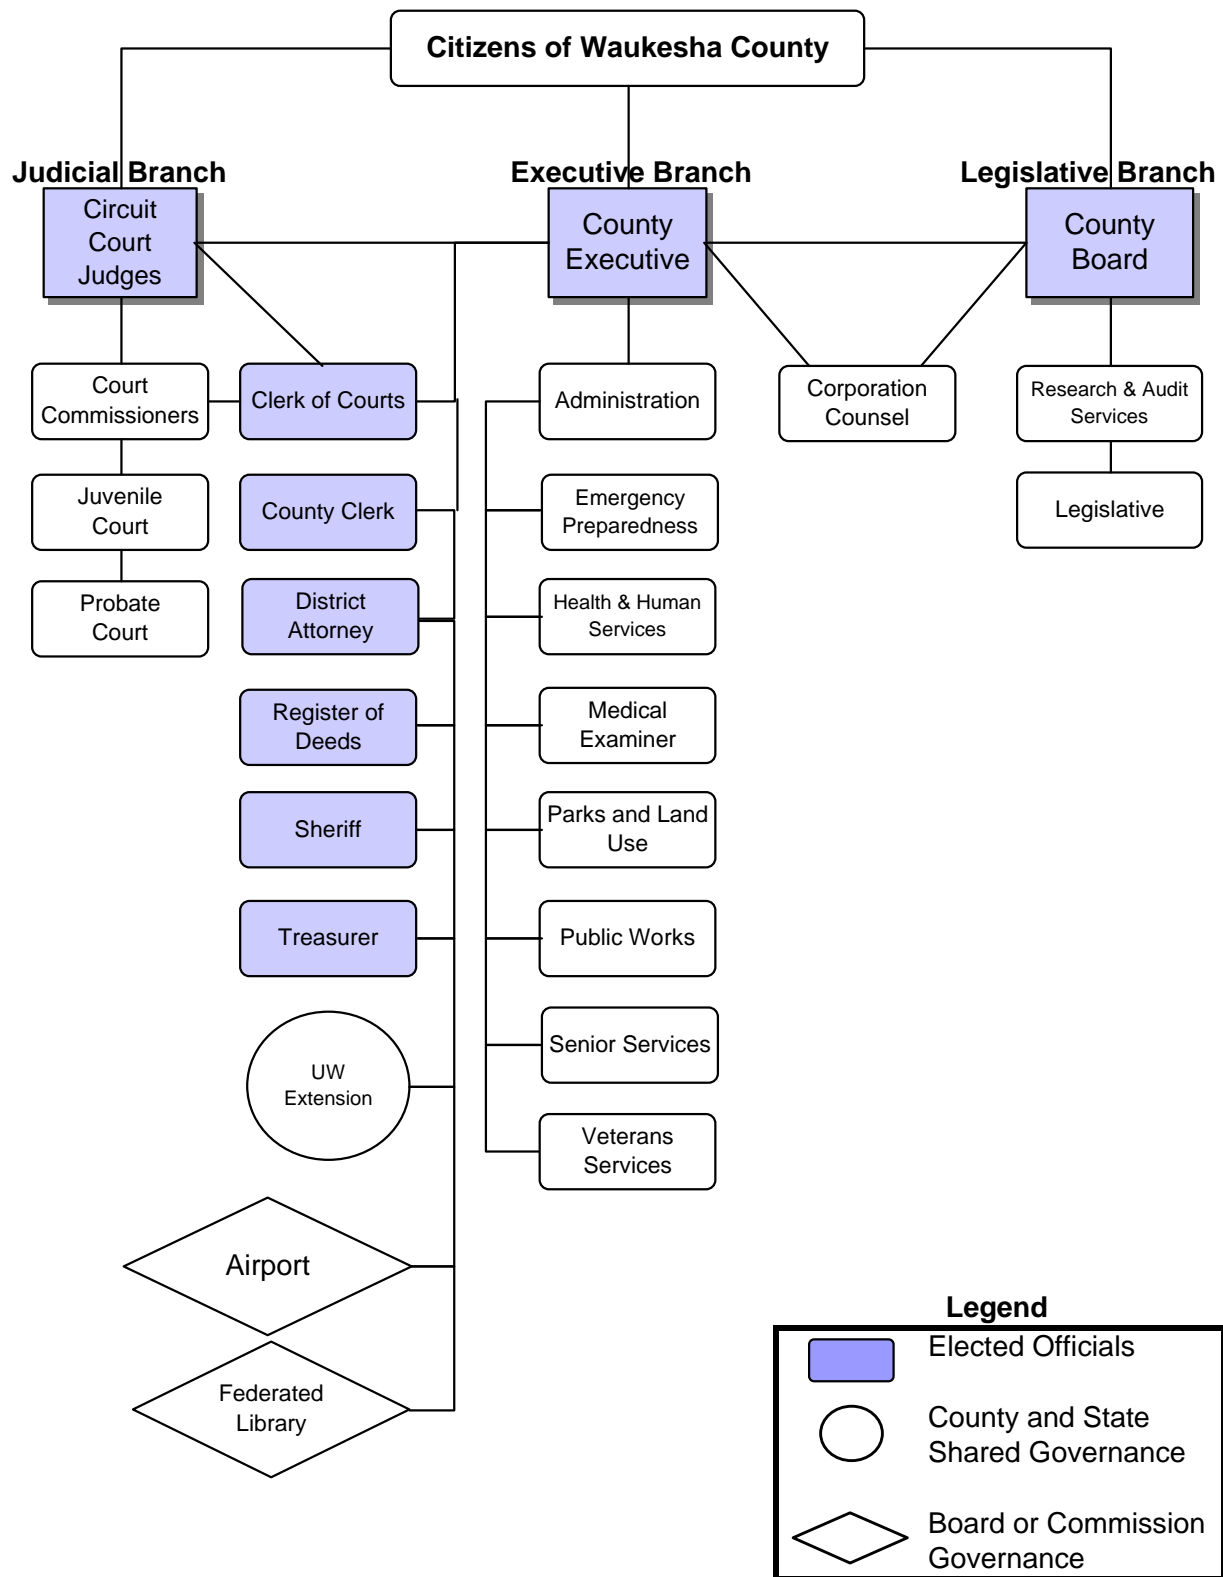 Citizens of Waukesha County
Judicial Branch
Executive Branch
Legislative Branch
Circuit
Court
Judges
County
Executive
County
Board
Court
Commissioners
Clerk of Courts
Administration
Corporation
Counsel
Research & Audit
Services
Juvenile
Court
County Clerk
Emergency
Preparedness
Legislative
Probate
Court
District
Attorney
Health & Human
Services
Register of
Deeds
Medical
Examiner
Sheriff
Parks and Land
Use
Treasurer
Public Works
UW
Extension
Senior Services
Veterans
Services
Airport
Federated
Library
Legend
Elected Officials
County and State
Shared Governance
Board or Commission
Governance